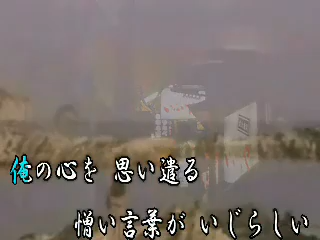 俺の心を 思い遣る
憎い言葉が いじらしい